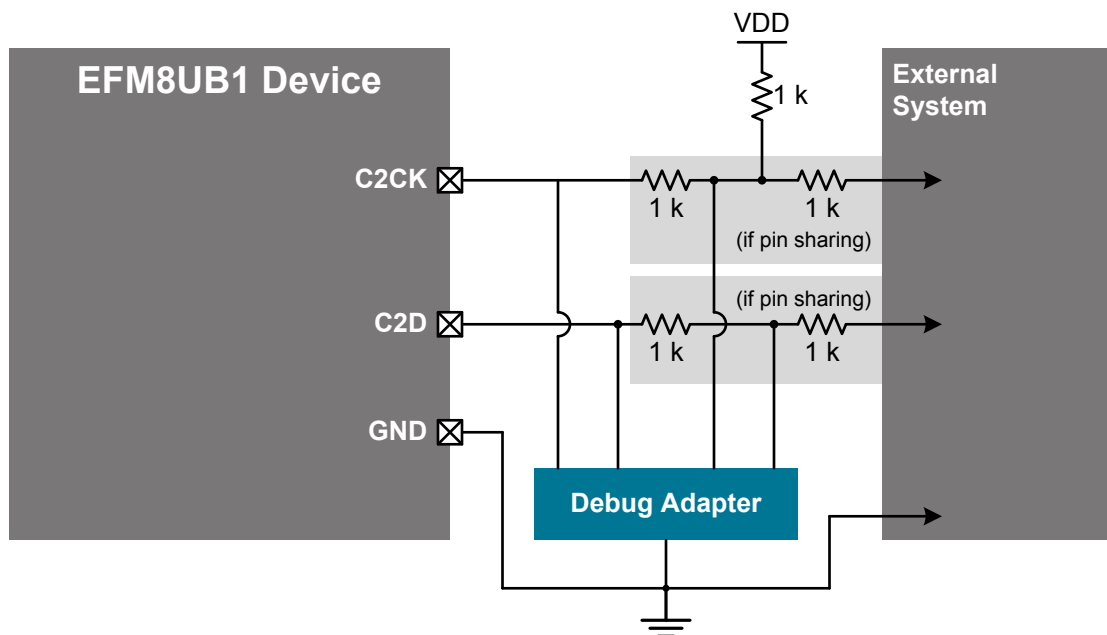 VDD
EFM8UB1 Device
External
System
1 k
C2CK
1 k
1 k
(if pin sharing)
(if pin sharing)
C2D
1 k
1 k
GND
Debug Adapter